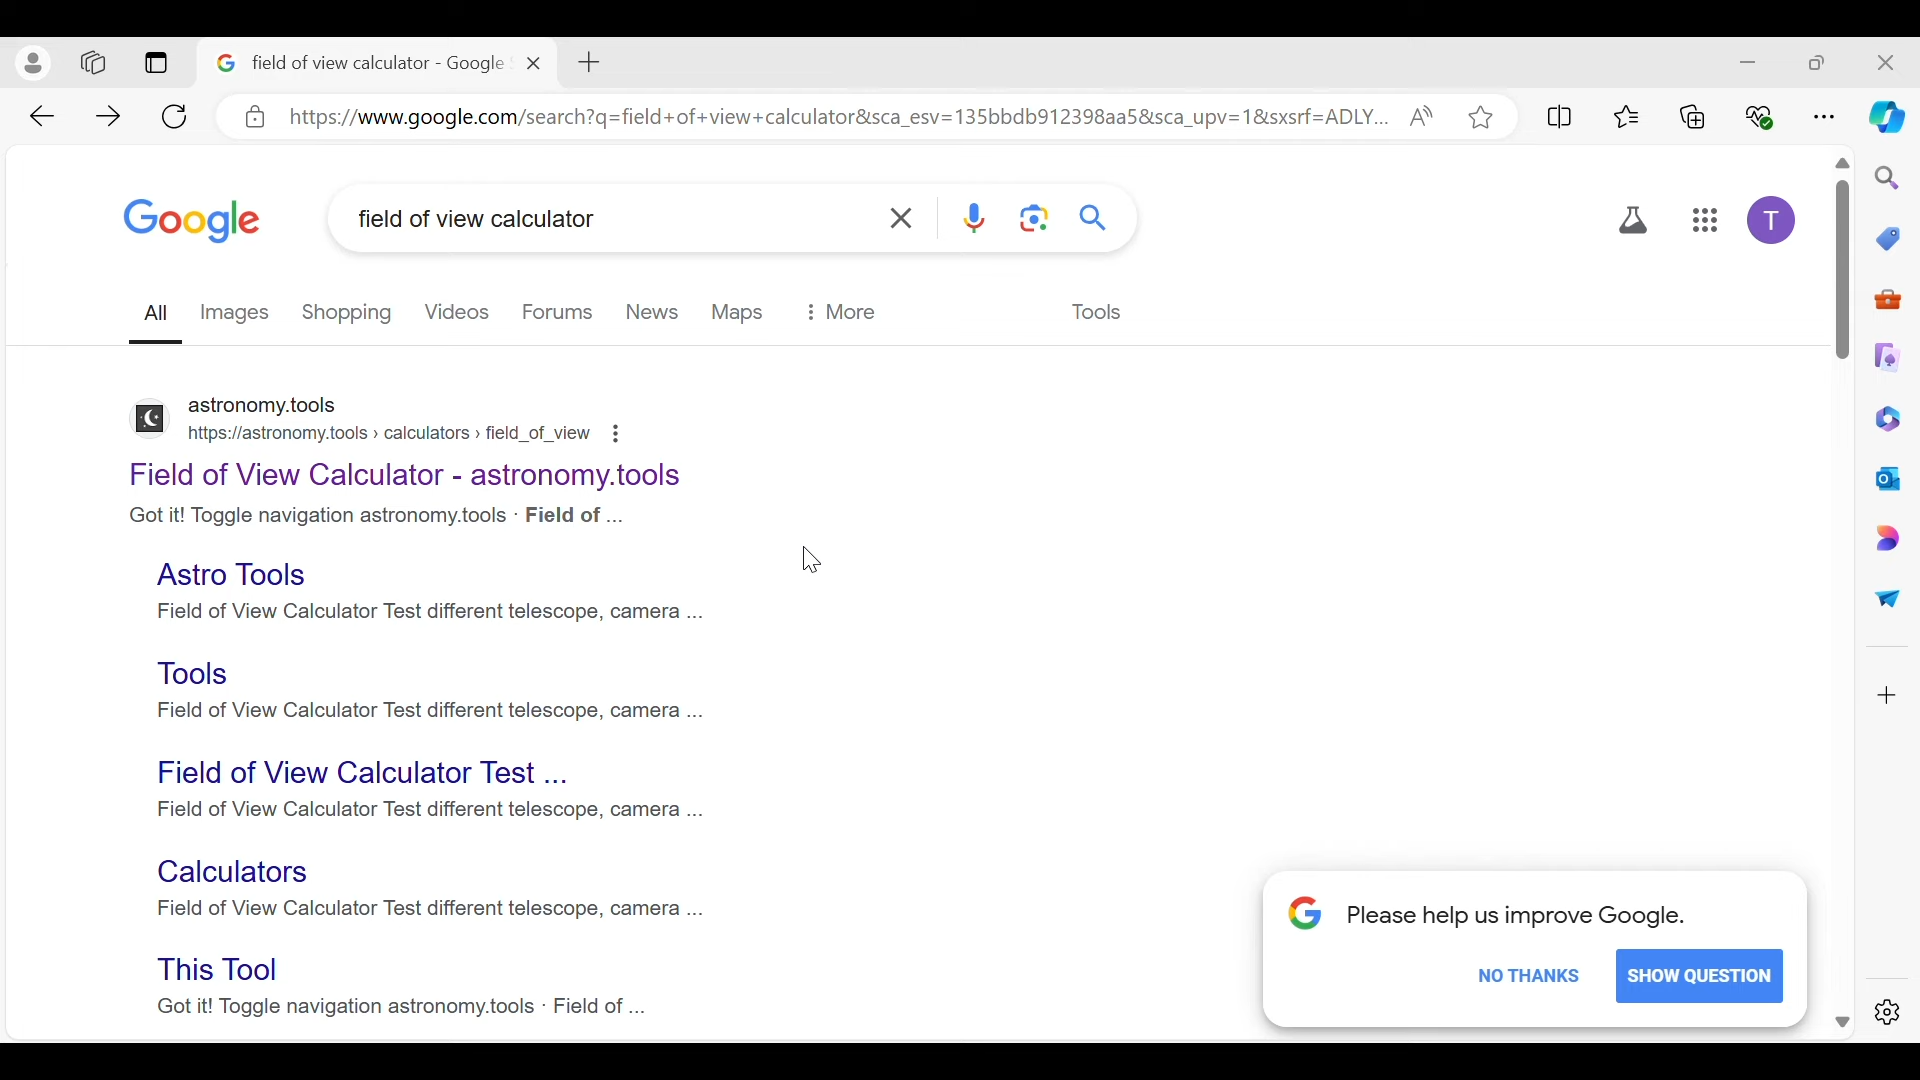 field of view calculator - Google
https://www.google.com/search?q=field+of+view+calculator&sca_esv=135bbdb912398aa5&sca_upv=1&sxsrf=ADLY...
Google
field of view calculator
T
All Images Shopping Videos Forums News Maps More Tools
astronomy.tools
https://astronomy.tools › calculators › field_of_view
Field of View Calculator - astronomy.tools
Got it! Toggle navigation astronomy.tools · Field of ...
Astro Tools
Field of View Calculator Test different telescope, camera ...
Tools
Field of View Calculator Test different telescope, camera ...
Field of View Calculator Test ...
Field of View Calculator Test different telescope, camera ...
Calculators
Field of View Calculator Test different telescope, camera ...
This Tool
Got it! Toggle navigation astronomy.tools · Field of ...
Please help us improve Google.
NO THANKS SHOW QUESTION